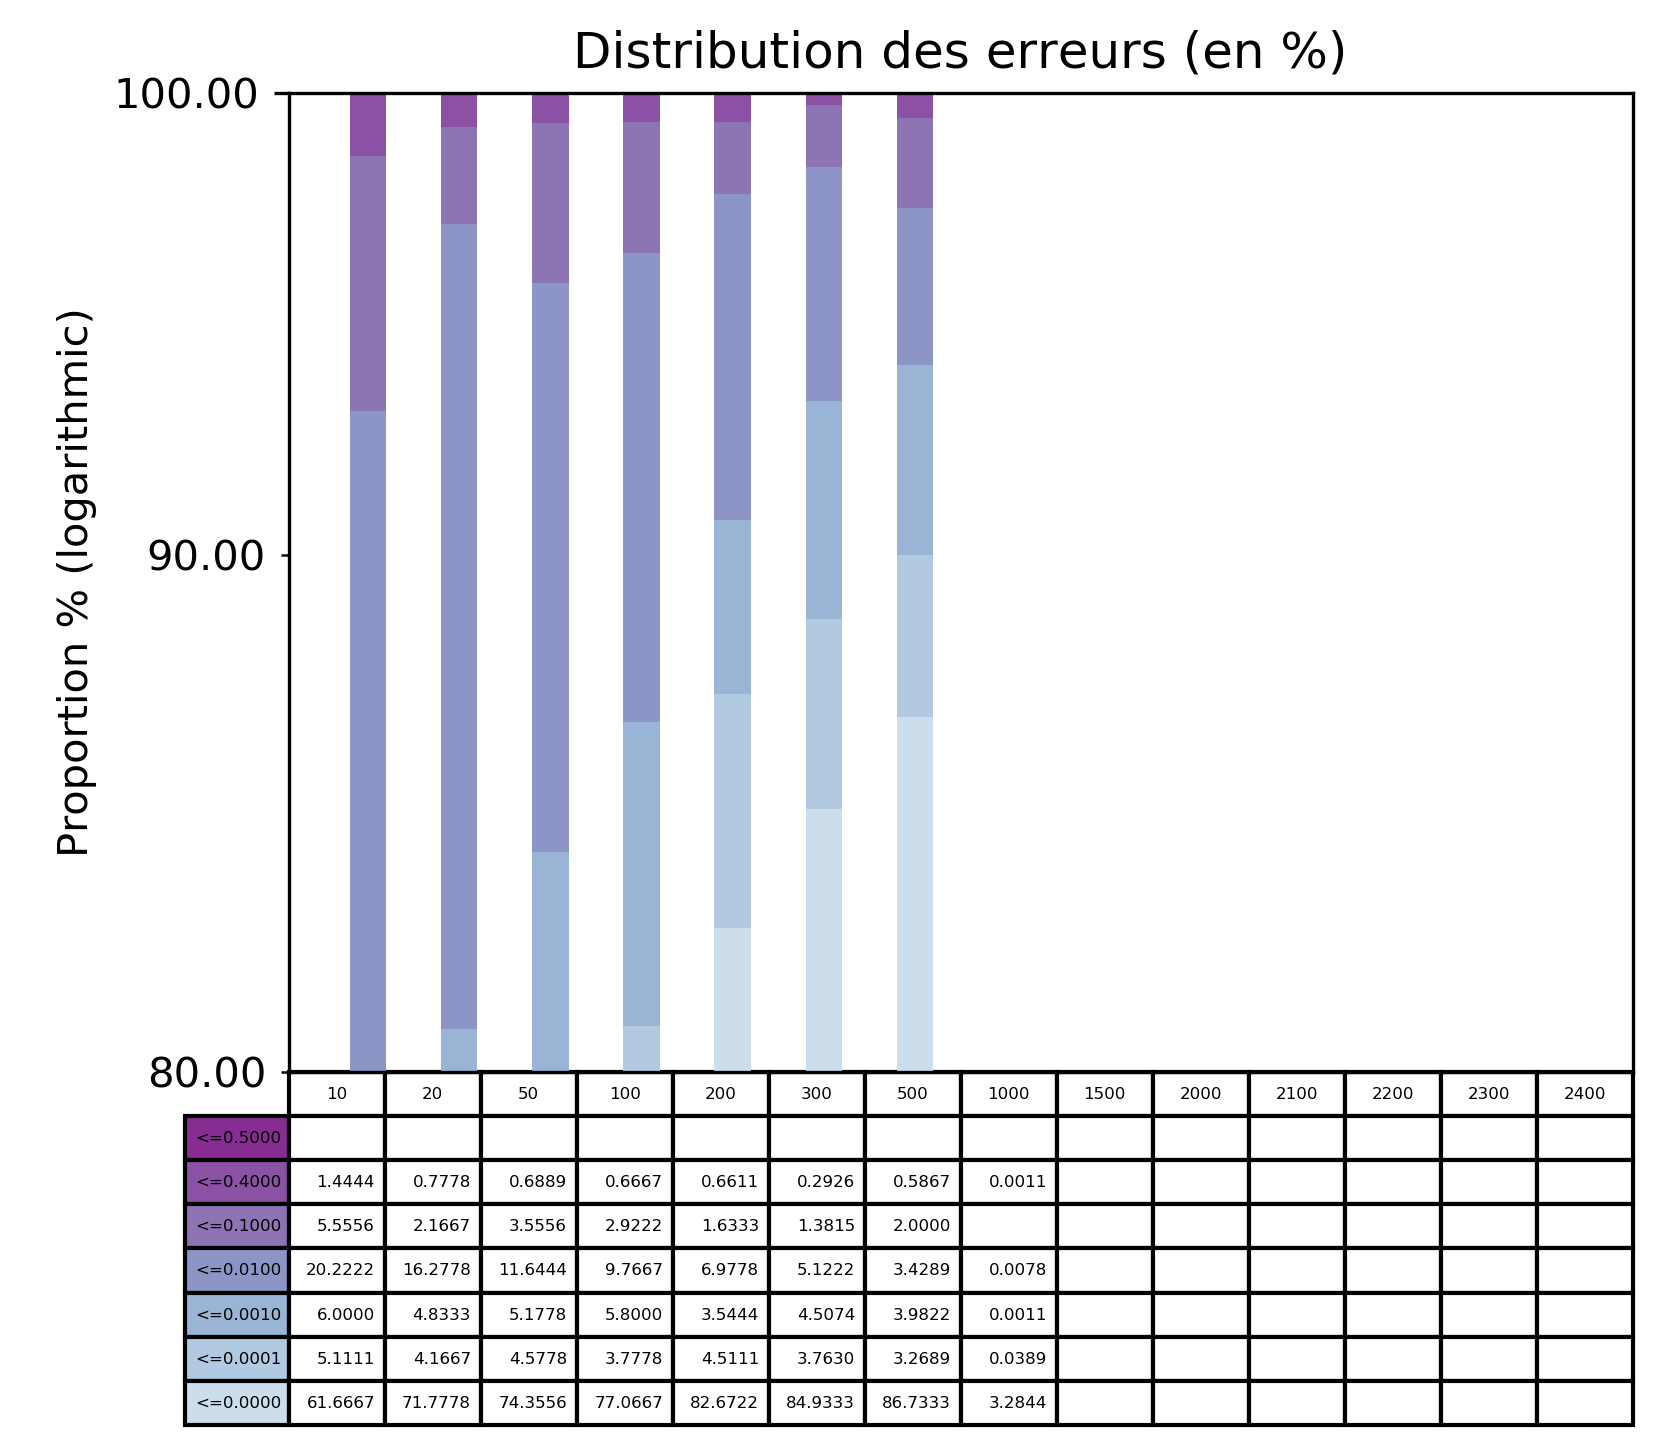 Distribution des erreurs (en %)
100.00
90.00
80.00
Proportion % (logarithmic)
10 20 50 100 200 300 500 1000 1500 2000 2100 2200 2300 2400
<=0.5000
<=0.4000 1.4444 0.7778 0.6889 0.6667 0.6611 0.2926 0.5867 0.0011
<=0.1000 5.5556 2.1667 3.5556 2.9222 1.6333 1.3815 2.0000
<=0.0100 20.2222 16.2778 11.6444 9.7667 6.9778 5.1222 3.4289 0.0078
<=0.0010 6.0000 4.8333 5.1778 5.8000 3.5444 4.5074 3.9822 0.0011
<=0.0001 5.1111 4.1667 4.5778 3.7778 4.5111 3.7630 3.2689 0.0389
<=0.0000 61.6667 71.7778 74.3556 77.0667 82.6722 84.9333 86.7333 3.2844